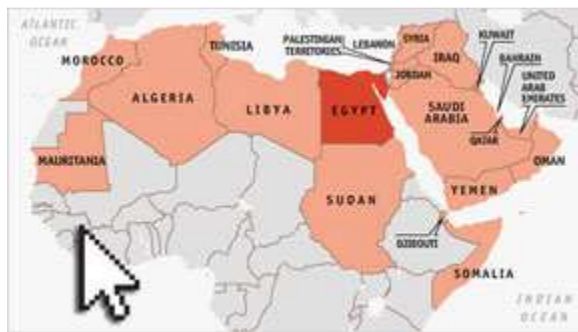 ATLANTIC
OCEAN
MOROCCO
TUNISIA
PALESTINIAN
TERRITORIES
LEBANON
SYRIA
IRAQ
KUWAIT
BAHRAIN
UNITED
ARAB
EMIRATES
JORDAN
ALGERIA
LIBYA
EGYPT
SAUDI
ARABIA
QATAR
OMAN
MAURITANIA
SUDAN
YEMEN
DJIBOUTI
SOMALIA
INDIAN
OCEAN